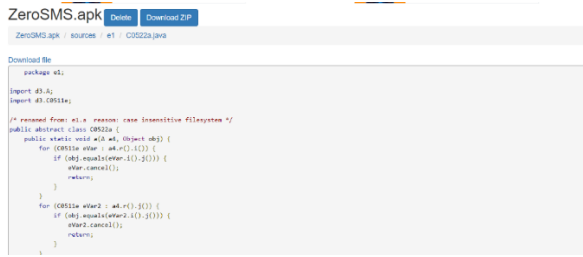 ZeroSMS.apk Delete Download ZIP
ZeroSMS.apk / sources / e1 / C0522a.java
Download file
package e1;
import d3.A;
import d3.C0511e;
/* renamed from: e1.a reason: case insensitive filesystem */
public abstract class C0522a {
public static void a(A a4, Object obj) {
for (C0511e eVar : a4.r().i()) {
if (obj.equals(eVar.i().j())) {
eVar.cancel();
return;
}
}
for (C0511e eVar2 : a4.r().j()) {
if (obj.equals(eVar2.i().j())) {
eVar2.cancel();
return;
}
}